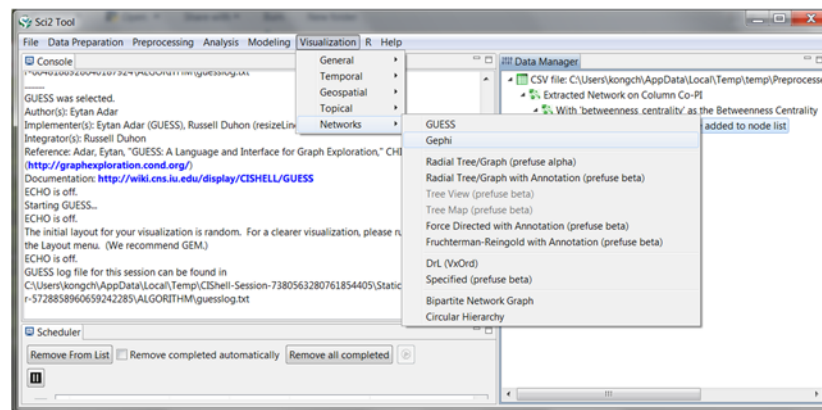 Sci2 Tool
File Data Preparation Preprocessing Analysis Modeling Visualization R Help
Console
GUESS was selected.
Author(s): Eytan Adar
Implementer(s): Eytan Adar (GUESS), Russell Duhon (resizeLin
Integrator(s): Russell Duhon
Reference: Adar, Eytan, "GUESS: A Language and Interface for Graph Exploration," CHI
(http://graphexploration.cond.org/)
Documentation: http://wiki.cns.iu.edu/display/CISHELL/GUESS
ECHO is off.
Starting GUESS...
ECHO is off.
The initial layout for your visualization is random. For a clearer visualization, please ru
the Layout menu. (We recommend GEM.)
ECHO is off.
GUESS log file for this session can be found in
C:\Users\kongch\AppData\Local\Temp\CIShell-Session-7380563280761854405\Static
r-5728858960659242285\ALGORITHM\guesslog.txt
General
Temporal
Geospatial
Topical
Networks
GUESS
Gephi
Radial Tree/Graph (prefuse alpha)
Radial Tree/Graph with Annotation (prefuse beta)
Tree View (prefuse beta)
Tree Map (prefuse beta)
Force Directed with Annotation (prefuse beta)
Fruchterman-Reingold with Annotation (prefuse beta)
DrL (VxOrd)
Specified (prefuse beta)
Bipartite Network Graph
Circular Hierarchy
Data Manager
CSV file: C:\Users\kongch\AppData\Local\Temp\temp\Preprocesse
Extracted Network on Column Co-PI
With 'betweenness_centrality' as the Betweenness Centrality
added to node list
Scheduler
Remove From List Remove completed automatically Remove all completed